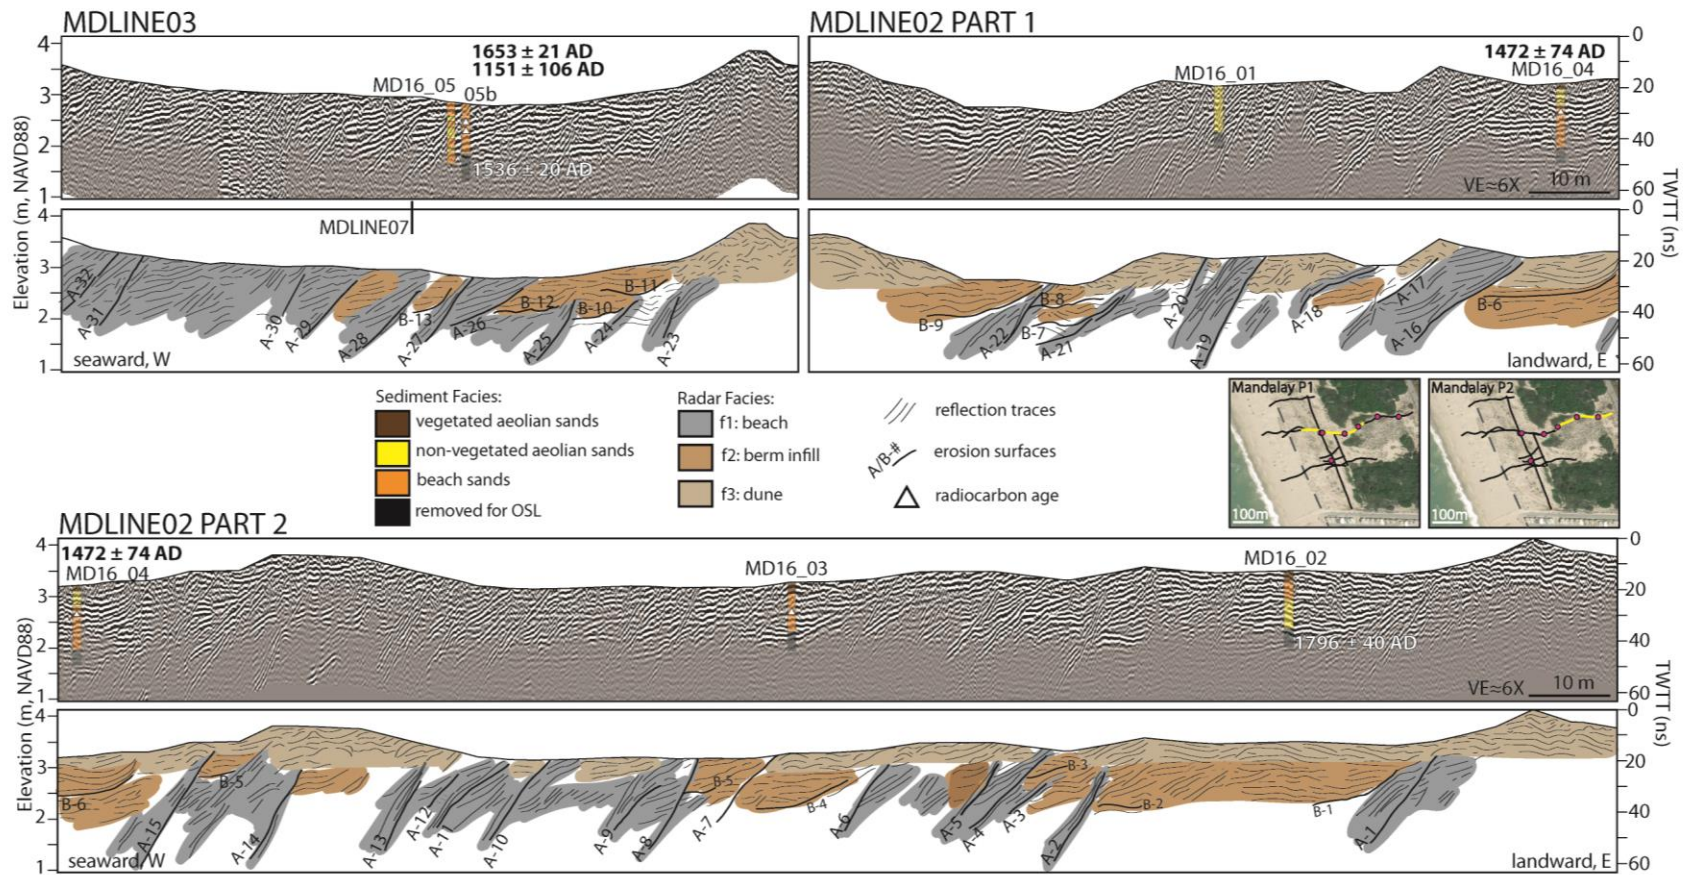 MDLINE03
MDLINE02 PART 1
4
3
2
1
1653 ± 21 AD
1151 ± 106 AD
MD16_05
05b
1536 ± 20 AD
MD16_01
1472 ± 74 AD
MD16_04
VE≈6X
10 m
0
20
40
60
Elevation (m, NAVD88)
TWTT (ns)
MDLINE07
4
3
2
1
A-32
A-31
A-30
A-29
A-28
B-13
A-27
A-26
B-12
A-25
B-10
A-24
B-11
A-23
seaward, W
B-9
A-22
B-8
B-7
A-21
A-20
A-19
A-18
A-17
A-16
B-6
landward, E
0
20
40
60
Sediment Facies:
vegetated aeolian sands
non-vegetated aeolian sands
beach sands
removed for OSL
Radar Facies:
f1: beach
f2: berm infill
f3: dune
reflection traces
A/B-#
erosion surfaces
radiocarbon age
Mandalay P1
100m
Mandalay P2
100m
MDLINE02 PART 2
4
3
2
1
1472 ± 74 AD
MD16_04
MD16_03
MD16_02
1796 ± 40 AD
VE≈6X
10 m
0
20
40
60
Elevation (m, NAVD88)
TWTT (ns)
4
3
2
1
B-6
A-15
B-5
A-14
A-13
A-12
A-11
A-10
A-9
A-8
A-7
B-5
B-4
A-6
A-5
A-4
A-3
B-3
A-2
B-2
B-1
A-1
seaward, W
landward, E
0
20
40
60